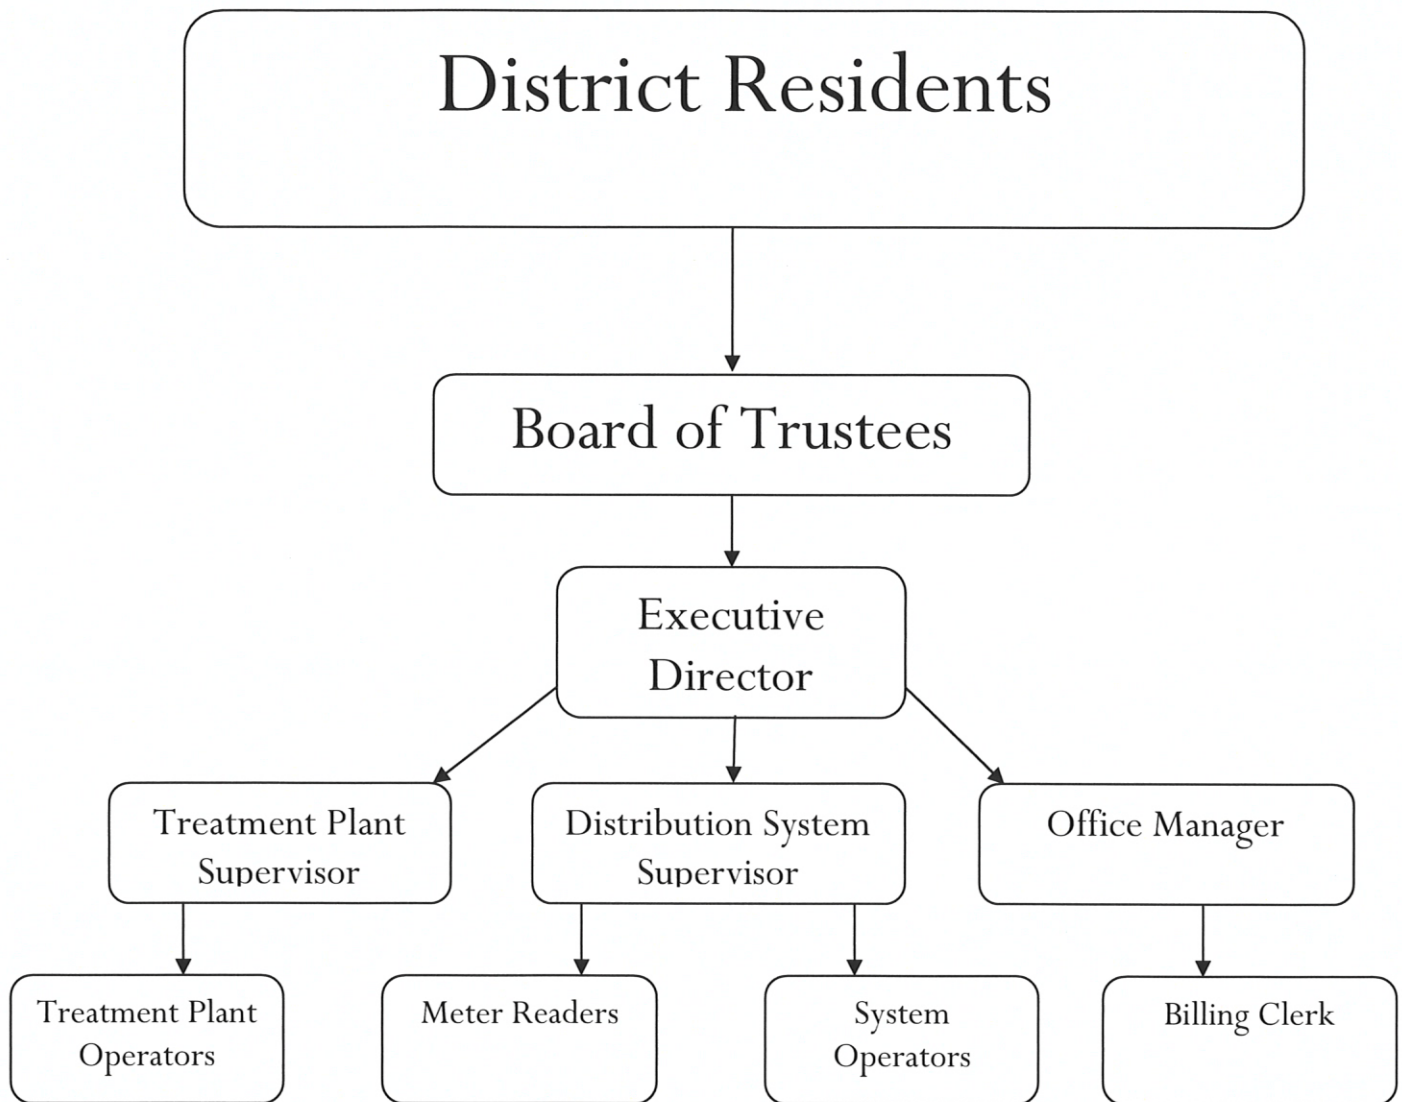 District Residents
Board of Trustees
Executive
Director
Treatment Plant
Supervisor
Distribution System
Supervisor
Office Manager
Treatment Plant
Operators
Meter Readers
System
Operators
Billing Clerk